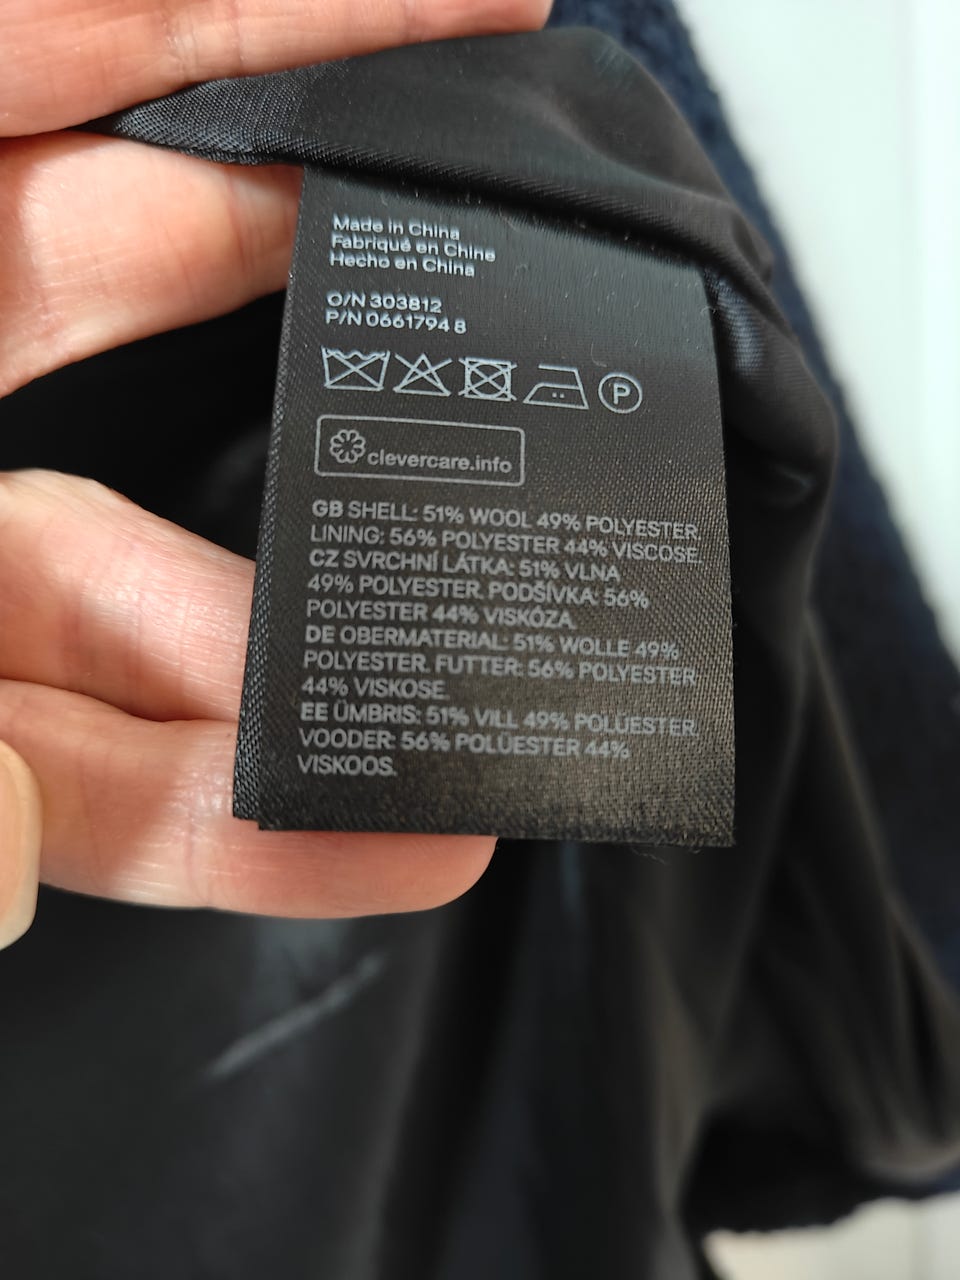 Made in China
Fabriqué en Chine
Hecho en China
O/N 303812
P/N 0661794 8
P
clevercare.info
GB SHELL: 51% WOOL 49% POLYESTER.
LINING: 56% POLYESTER 44% VISCOSE.
CZ SVRCHNÍ LÁTKA: 51% VLNA
49% POLYESTER. PODŠÍVKA: 56%
POLYESTER 44% VISKÓZA.
DE OBERMATERIAL: 51% WOLLE 49%
POLYESTER. FUTTER: 56% POLYESTER
44% VISKOSE.
EE ÜMBRIS: 51% VILL 49% POLÜESTER.
VOODER: 56% POLÜESTER 44%
VISKOOS.